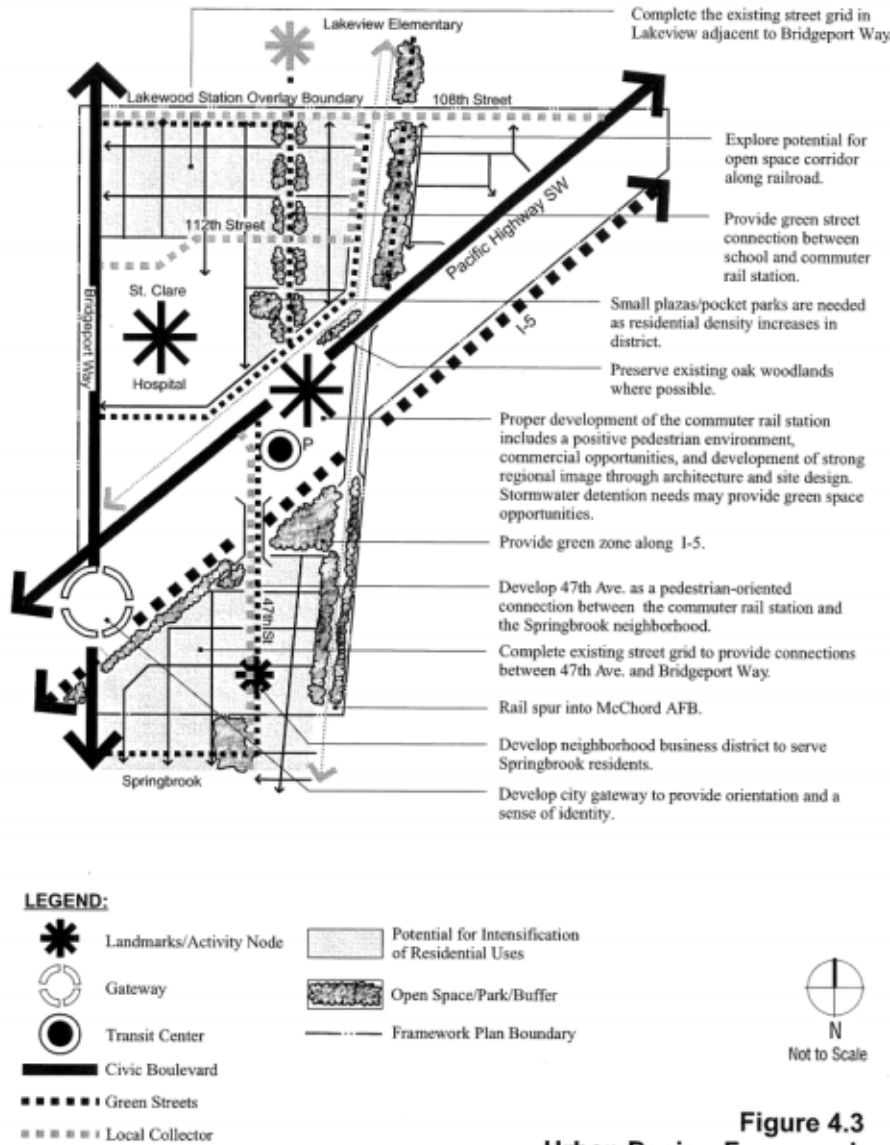 Lakeview Elementary
Complete the existing street grid in
Lakeview adjacent to Bridgeport Way.
Lakewood Station Overlay Boundary
108th Street
Explore potential for
open space corridor
along railroad.
112th Street
Pacific Highway SW
Provide green street
connection between
school and commuter
rail station.
Bridgeport Way
St. Clare
Hospital
I-5
Small plazas/pocket parks are needed
as residential density increases in
district.
Preserve existing oak woodlands
where possible.
P
Proper development of the commuter rail station
includes a positive pedestrian environment,
commercial opportunities, and development of strong
regional image through architecture and site design.
Stormwater detention needs may provide green space
opportunities.
Provide green zone along I-5.
47th St
Develop 47th Ave. as a pedestrian-oriented
connection between the commuter rail station and
the Springbrook neighborhood.
Complete existing street grid to provide connections
between 47th Ave. and Bridgeport Way.
Rail spur into McChord AFB.
Springbrook
Develop neighborhood business district to serve
Springbrook residents.
Develop city gateway to provide orientation and a
sense of identity.
LEGEND:
Landmarks/Activity Node
Gateway
Transit Center
Civic Boulevard
Green Streets
Local Collector
Potential for Intensification
of Residential Uses
Open Space/Park/Buffer
Framework Plan Boundary
N
Not to Scale
Figure 4.3